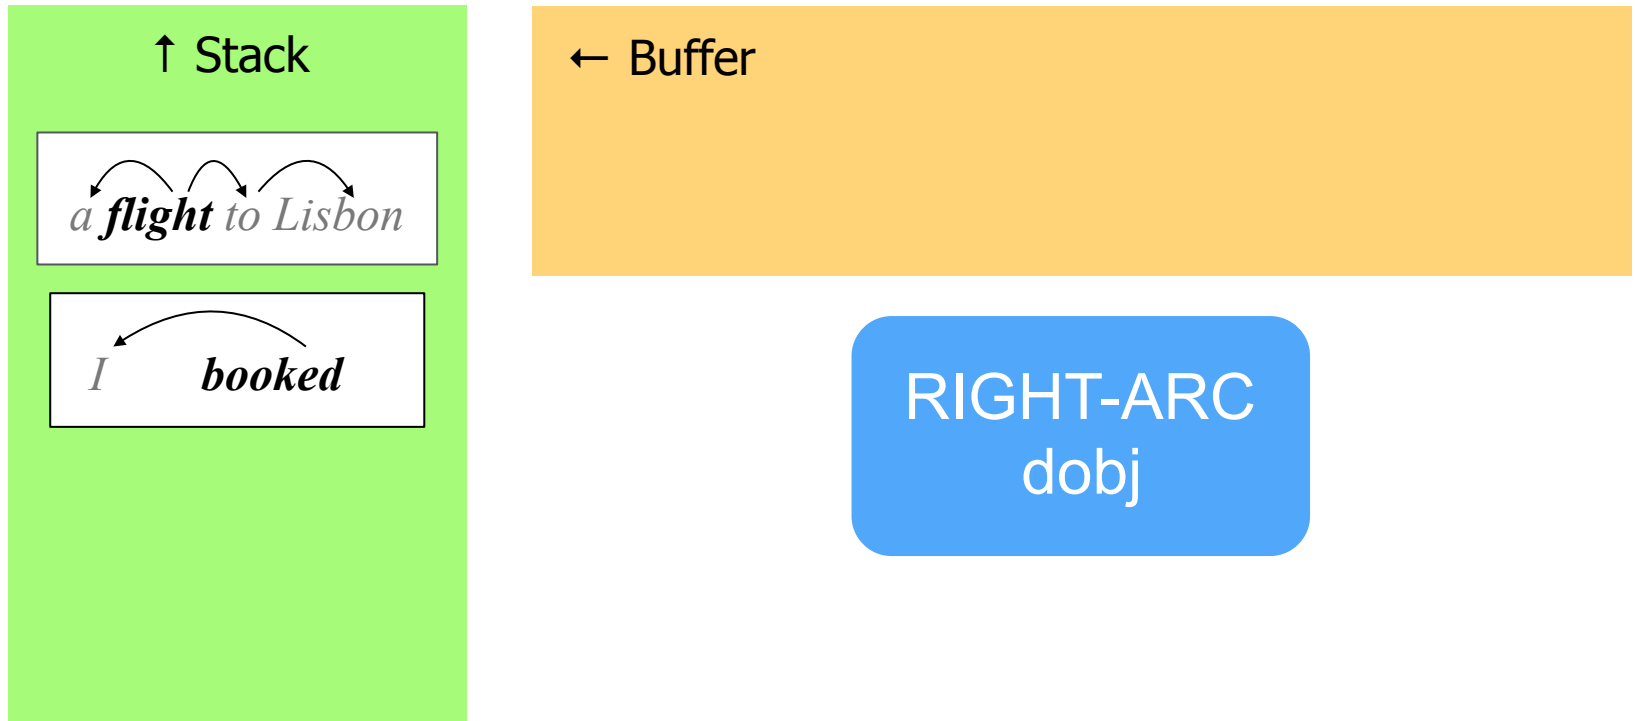 ↑ Stack
← Buffer
a flight to Lisbon
I booked
RIGHT-ARC
dobj